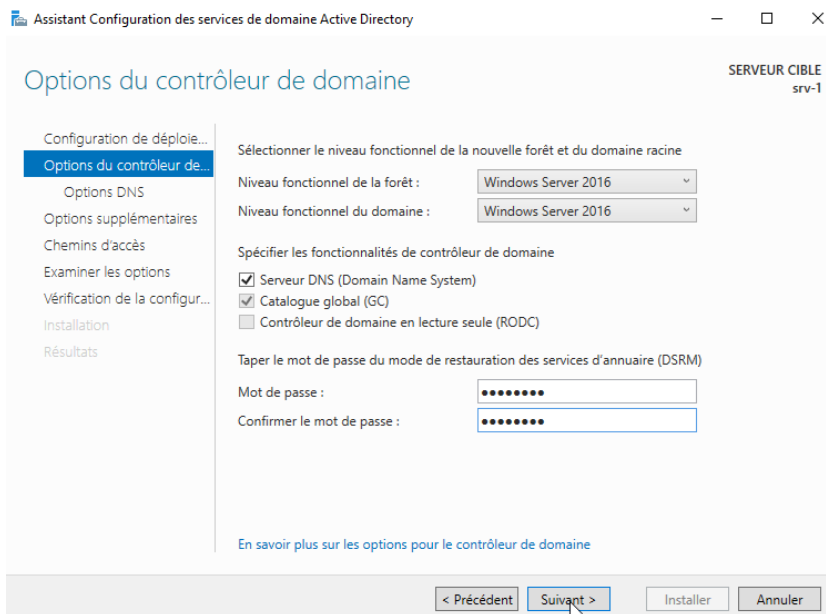 Assistant Configuration des services de domaine Active Directory
Options du contrôleur de domaine
SERVEUR CIBLE
srv-1
Configuration de déploie...
Options du contrôleur de...
Options DNS
Options supplémentaires
Chemins d'accès
Examiner les options
Vérification de la configur...
Installation
Résultats
Sélectionner le niveau fonctionnel de la nouvelle forêt et du domaine racine
Niveau fonctionnel de la forêt : Windows Server 2016
Niveau fonctionnel du domaine : Windows Server 2016
Spécifier les fonctionnalités de contrôleur de domaine
Serveur DNS (Domain Name System)
Catalogue global (GC)
Contrôleur de domaine en lecture seule (RODC)
Taper le mot de passe du mode de restauration des services d'annuaire (DSRM)
Mot de passe : ●●●●●●●●
Confirmer le mot de passe : ●●●●●●●●
En savoir plus sur les options pour le contrôleur de domaine
< Précédent Suivant > Installer Annuler